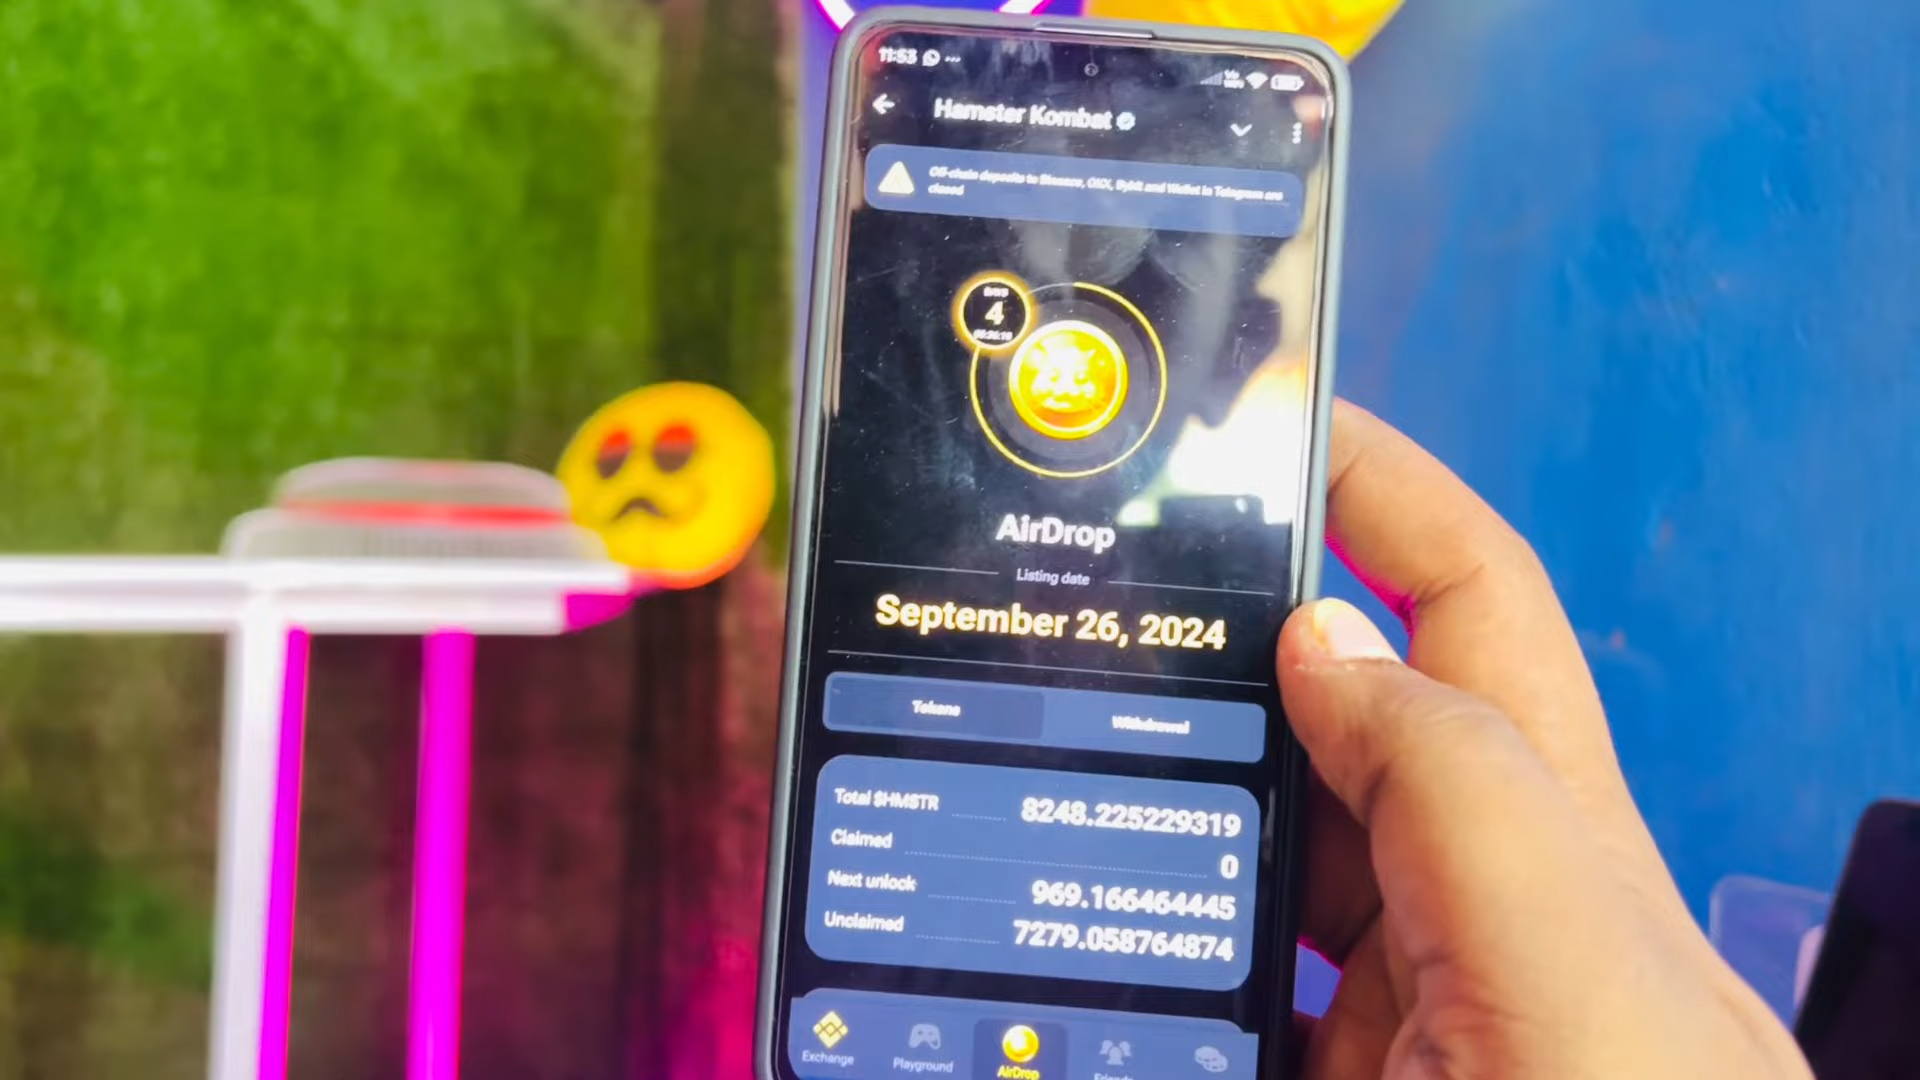 11:53
Hamster Kombat
Off-chain deposits to Binance, OKX, Bybit and Wallet in Telegram are
closed
4
AirDrop
Listing date
September 26, 2024
Tokens
Withdrawal
Total $HMSTR
8248.225229319
Claimed
0
Next unlock
969.166464445
Unclaimed
7279.058764874
Exchange
Playground
AirDrop
Friends